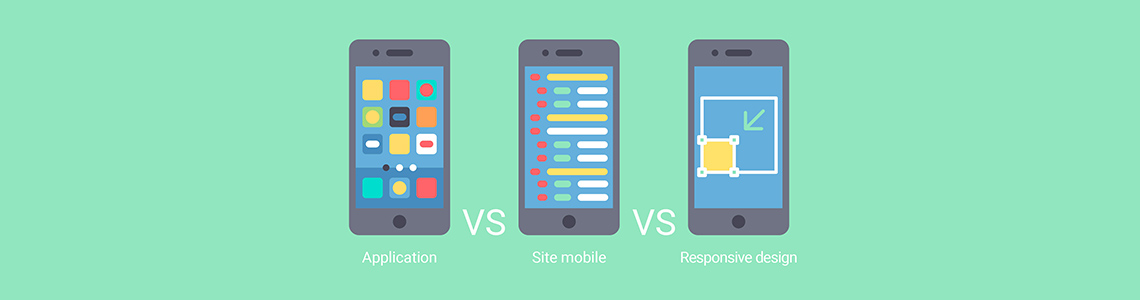 VS
VS
Application
Site mobile
Responsive design